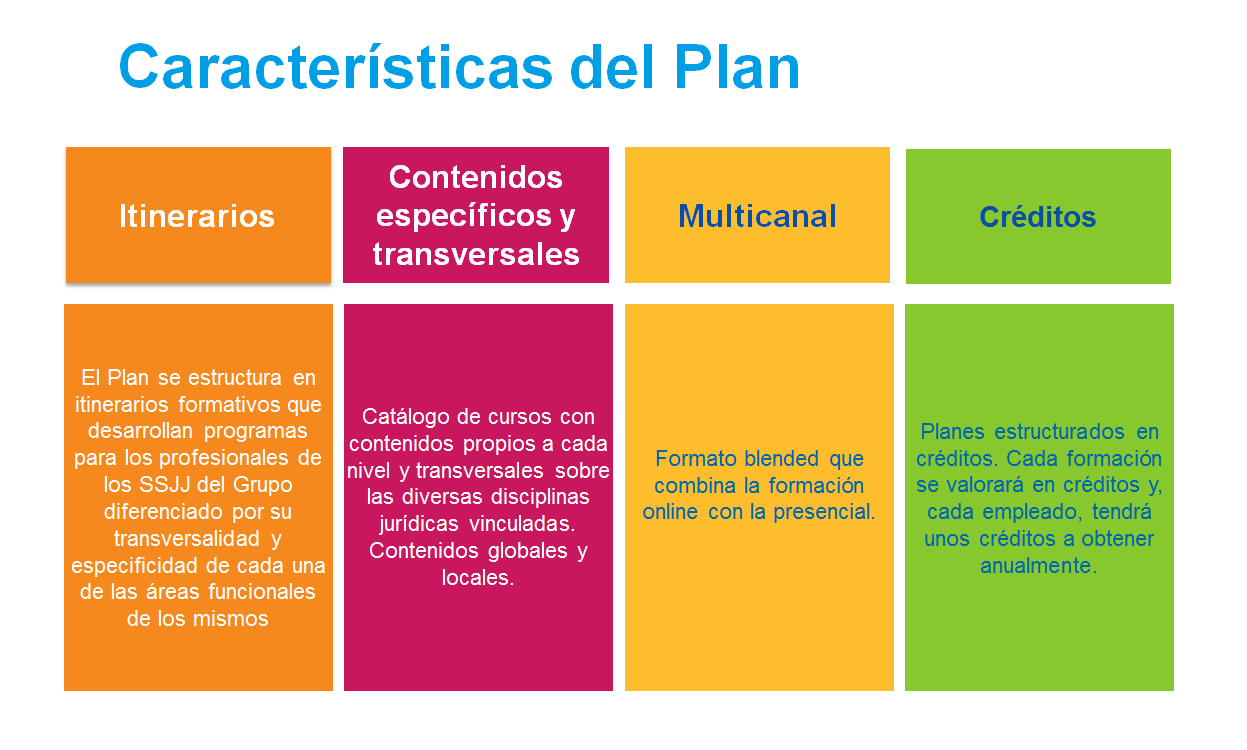 Características del Plan
Itinerarios
Contenidos
específicos y
transversales
Multicanal
Créditos
El Plan se estructura en
itinerarios formativos que
desarrollan programas
para los profesionales de
los SSJJ del Grupo
diferenciado por su
transversalidad y
especificidad de cada una
de las áreas funcionales
de los mismos
Catálogo de cursos con
contenidos propios a cada
nivel y transversales sobre
las diversas disciplinas
jurídicas vinculadas.
Contenidos globales y
locales.
Formato blended que
combina la formación
online con la presencial.
Planes estructurados en
créditos. Cada formación
se valorará en créditos y,
cada empleado, tendrá
unos créditos a obtener
anualmente.